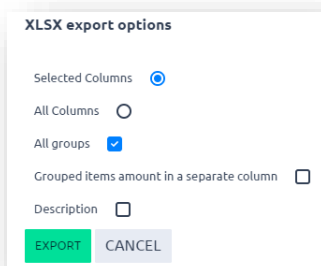 XLSX export options
Selected Columns
All Columns
All groups
Grouped items amount in a separate column
Description
EXPORT CANCEL